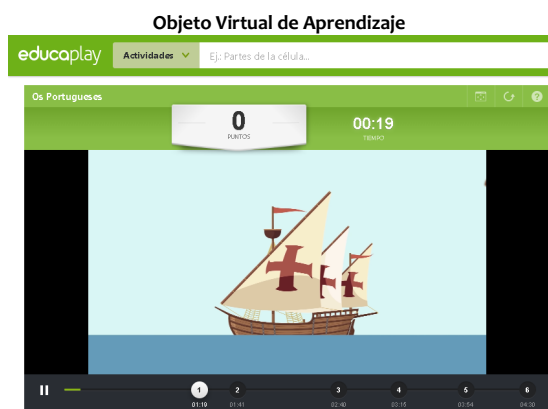 Objeto Virtual de Aprendizaje
educaplay Actividades Ej.: Partes de la célula...
Os Portugueses
0 00:19
PUNTOS TIEMPO
1 2 3 4 5 6
01:19 01:41 02:40 03:15 03:54 04:30